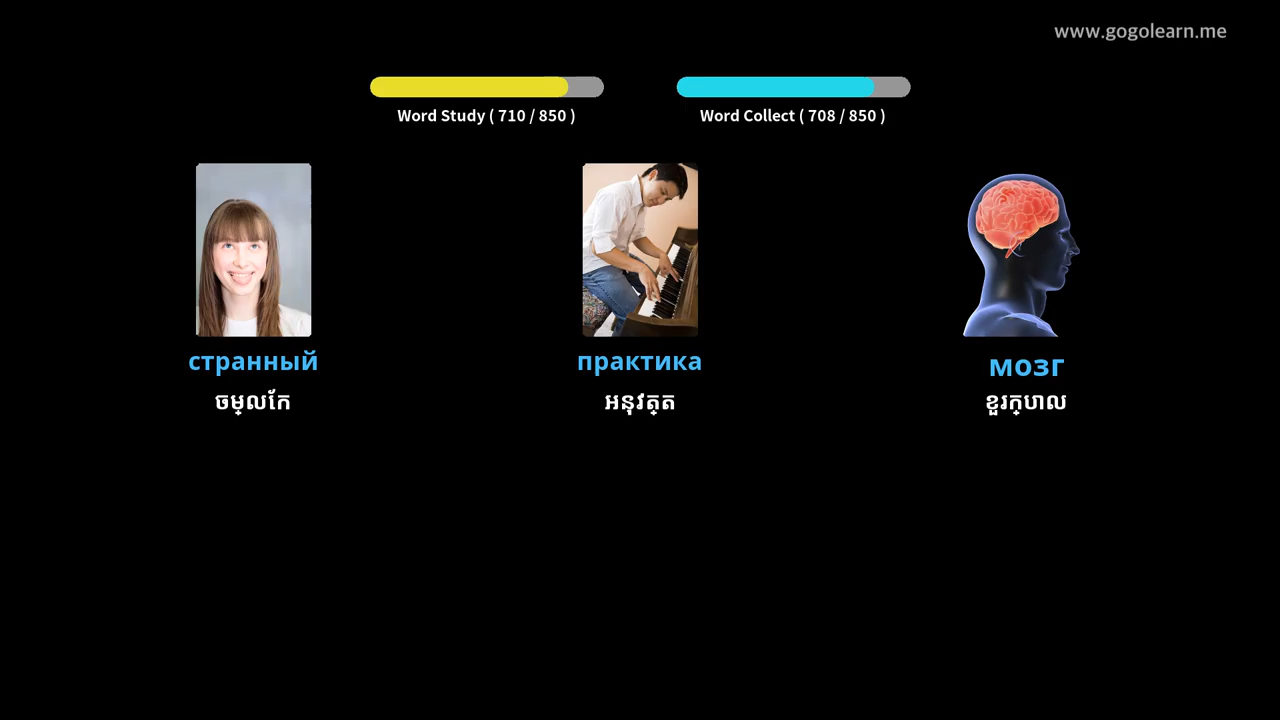 www.gogolearn.me
Word Study ( 710 / 850 )
Word Collect ( 708 / 850 )
странный
практика
мозг
ចម្លកែ
អនុវត្ត
ខួរក្បាល